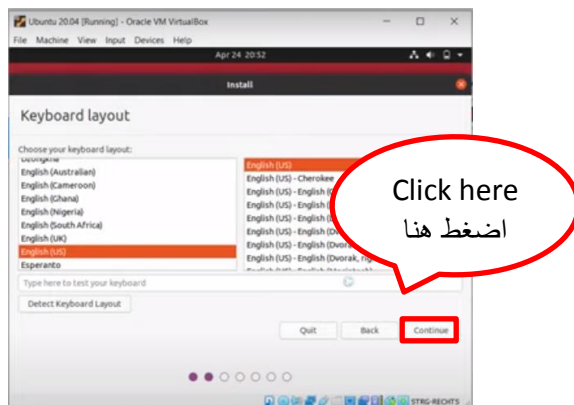 Ubuntu 20.04 [Running] - Oracle VM VirtualBox
File Machine View Input Devices Help
Apr 24 20:52
Install
Keyboard layout
Choose your keyboard layout:
Dzongkha
English (Australian)
English (Cameroon)
English (Ghana)
English (Nigeria)
English (South Africa)
English (UK)
English (US)
Esperanto
English (US)
English (US) - Cherokee
English (US) - English (
English (US) - English (
English (US) - English (
English (US) - English (Dv
English (US) - English (Dvora
English (US) - English (Dvorak, rig
Click here
اضغط هنا
Type here to test your keyboard
Detect Keyboard Layout
Quit
Back
Continue
STRG-RECHTS